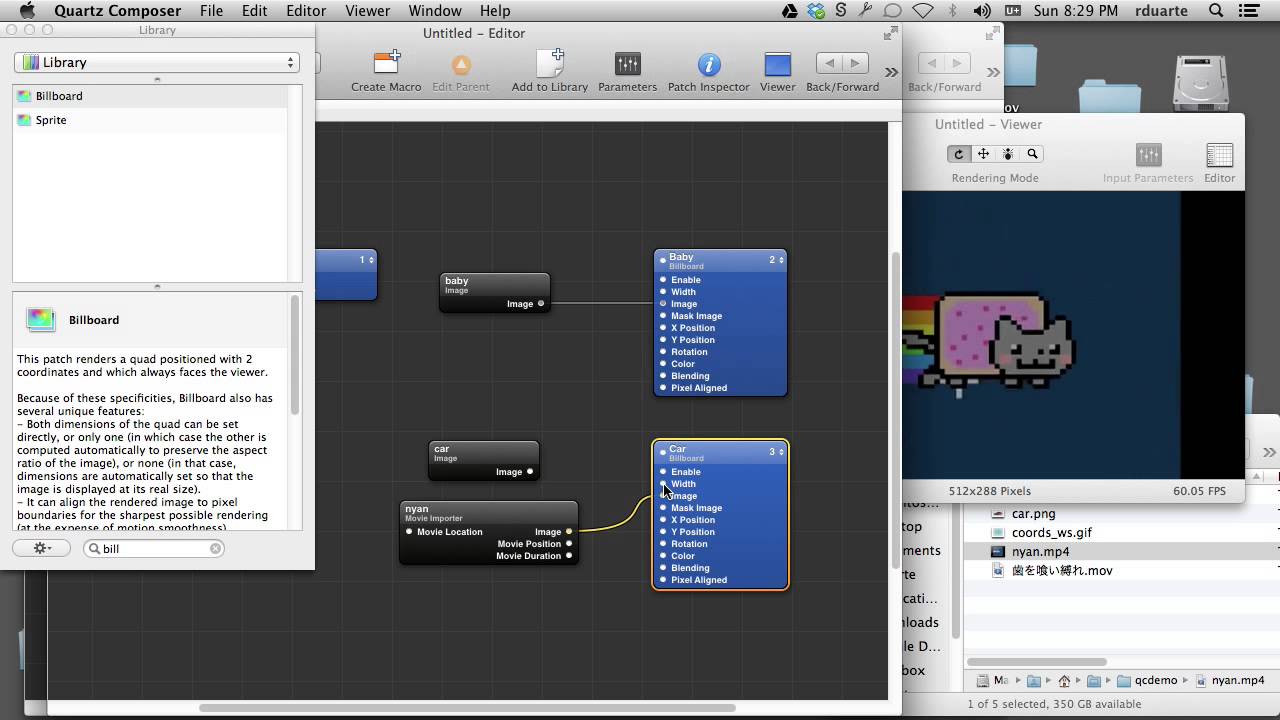 Quartz Composer File Edit Editor Viewer Window Help
Sun 8:29 PM rduarte
Library
Library
Billboard
Sprite
Billboard
This patch renders a quad positioned with 2
coordinates and which always faces the viewer.
Because of these specificities, Billboard also has
several unique features:
- Both dimensions of the quad can be set
directly, or only one (in which case the other is
computed automatically to preserve the aspect
ratio of the image), or none (in that case,
dimensions are automatically set so that the
image is displayed at its real size).
- It can align the rendered image to pixel
boundaries for the sharpest possible rendering
(at the expense of motion smoothness).
bill
Untitled - Editor
Create Macro Edit Parent Add to Library Parameters Patch Inspector Viewer Back/Forward
1
baby
Image
Image
Baby 2
Billboard
Enable
Width
Image
Mask Image
X Position
Y Position
Rotation
Color
Blending
Pixel Aligned
car
Image
Image
nyan
Movie Importer
Movie Location Image
Movie Position
Movie Duration
Car 3
Billboard
Enable
Width
Image
Mask Image
X Position
Y Position
Rotation
Color
Blending
Pixel Aligned
Back/Forward
ov
Untitled - Viewer
Rendering Mode Input Parameters Editor
512x288 Pixels 60.05 FPS
car.png
coords_ws.gif
nyan.mp4
歯を喰い縛れ.mov
top
ments
rte
cati...
nloads
le D...
box
Ma qcdemo nyan.mp4
1 of 5 selected, 350 GB available